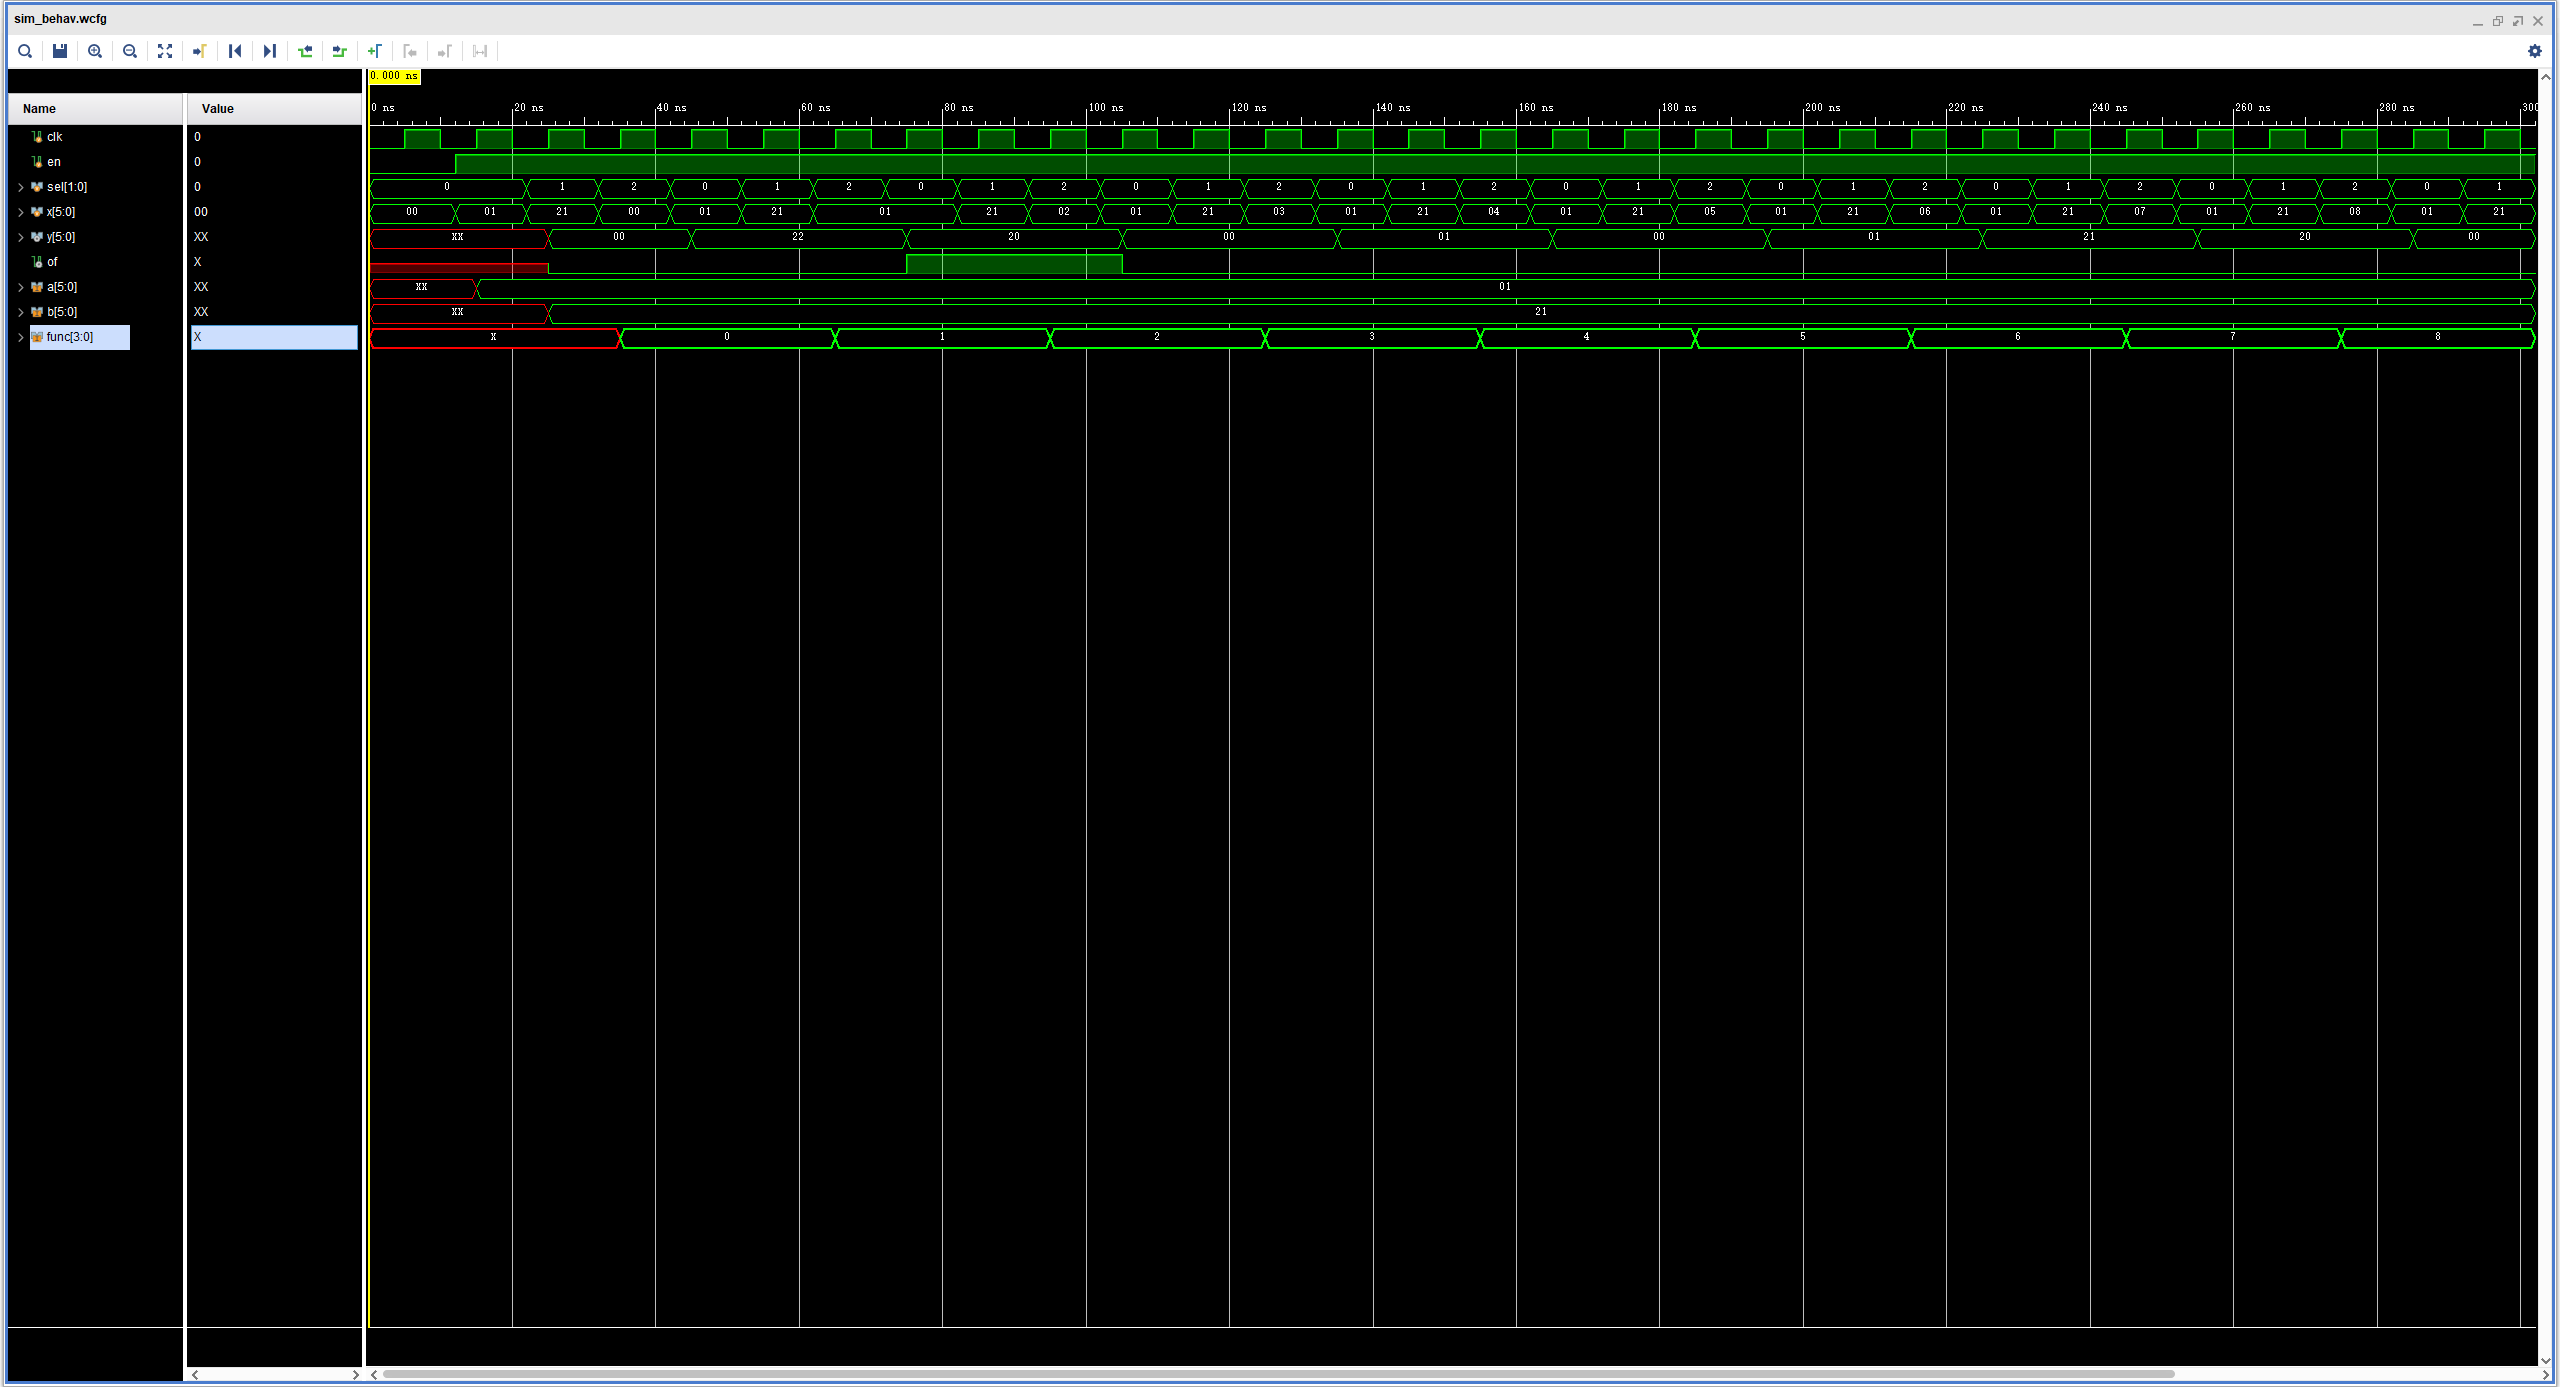 sim_behav.wcfg
0.000 ns
Name Value
0 ns 20 ns 40 ns 60 ns 80 ns 100 ns 120 ns 140 ns 160 ns 180 ns 200 ns 220 ns 240 ns 260 ns 280 ns 300
clk 0
en 0
sel[1:0] 0 0 1 2 0 1 2 0 1 2 0 1 2 0 1 2 0 1 2 0 1 2 0 1 2 0 1 2 0 1
x[5:0] 00 00 01 21 00 01 21 01 21 02 01 21 03 01 21 04 01 21 05 01 21 06 01 21 07 01 21 08 01 21
y[5:0] XX XX 00 22 20 00 01 00 01 21 20 00
of X
a[5:0] XX XX 01
b[5:0] XX XX 21
func[3:0] X X 0 1 2 3 4 5 6 7 8